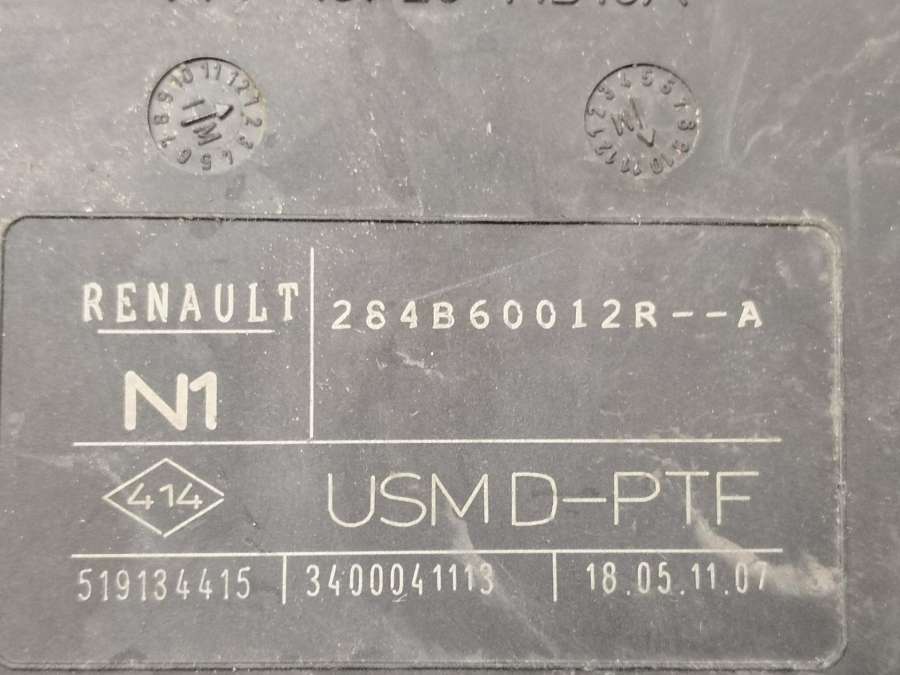 RENAULT
284B60012R--A
N1
414
USM D-PTF
519134415
3400041113
18.05.11.07